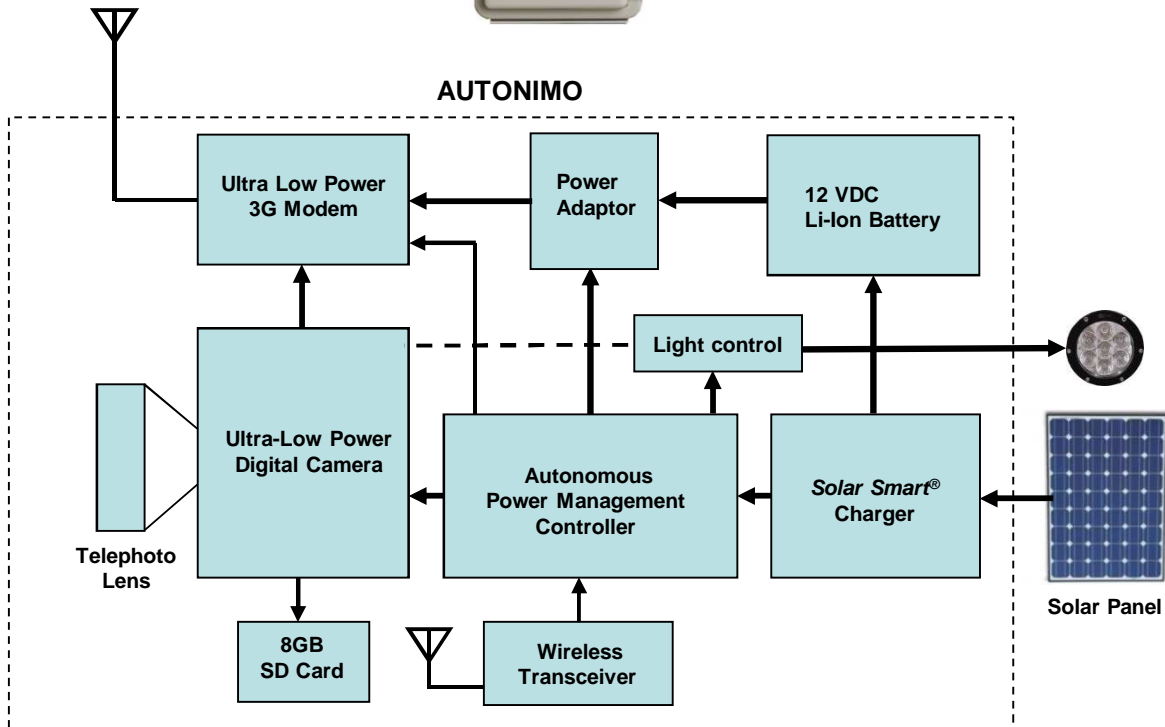 AUTONIMO
Ultra Low Power
3G Modem
Power
Adaptor
12 VDC
Li-Ion Battery
Light control
Ultra-Low Power
Digital Camera
Autonomous
Power Management
Controller
Solar Smart®
Charger
Telephoto
Lens
Solar Panel
8GB
SD Card
Wireless
Transceiver